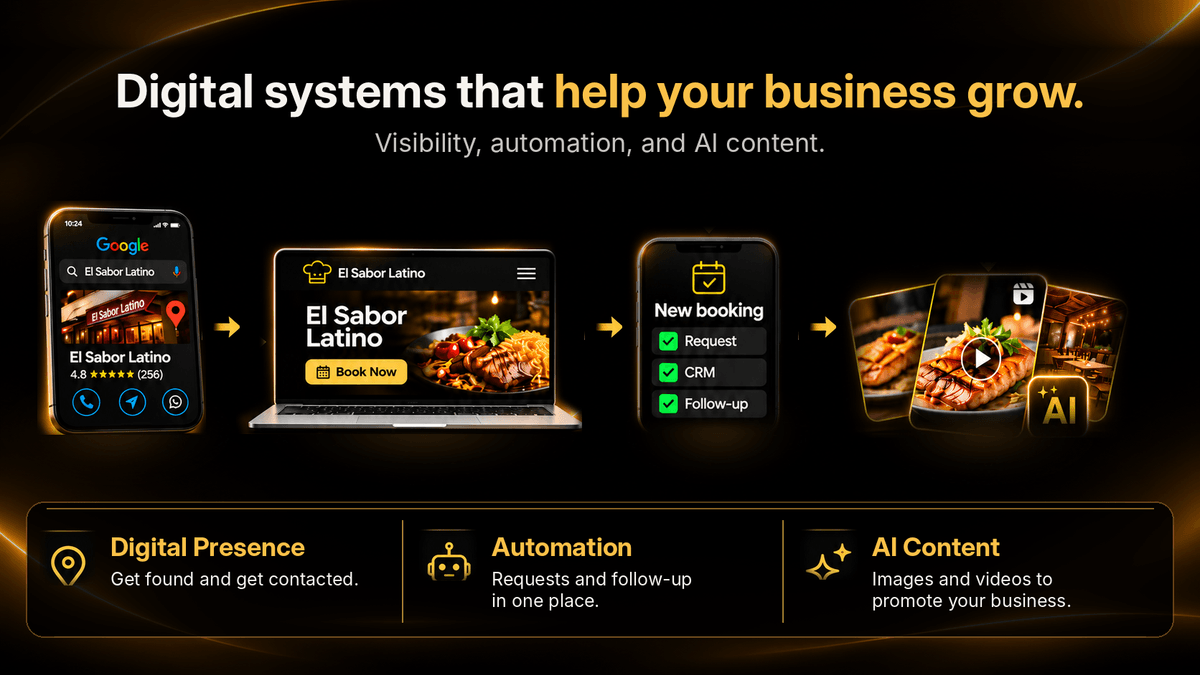 Digital systems that help your business grow.
Visibility, automation, and AI content.
10:24
Google
El Sabor Latino
El Sabor Latino
El Sabor Latino
4.8 ★★★★★ (256)
El Sabor Latino
El Sabor
Latino
Book Now
New booking
Request
CRM
Follow-up
AI
Digital Presence
Get found and get contacted.
Automation
Requests and follow-up
in one place.
AI Content
Images and videos to
promote your business.